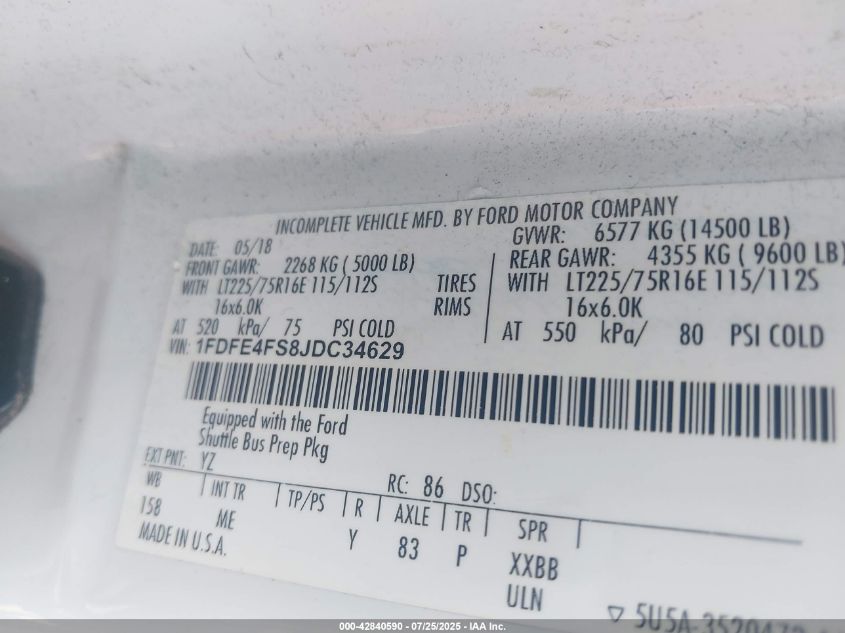 INCOMPLETE VEHICLE MFD. BY FORD MOTOR COMPANY
DATE: 05/18 GVWR: 6577 KG (14500 LB)
FRONT GAWR: 2268 KG ( 5000 LB) REAR GAWR: 4355 KG ( 9600 LB)
WITH LT225/75R16E 115/112S TIRES WITH LT225/75R16E 115/112S
16x6.0K RIMS 16x6.0K
AT 520 kPa/ 75 PSI COLD AT 550 kPa/ 80 PSI COLD
VIN: 1FDFE4FS8JDC34629
Equipped with the Ford
Shuttle Bus Prep Pkg
EXT PNT: YZ RC: 86 DSO:
WB INT TR TP/PS R AXLE TR SPR
158 ME Y 83 P XXBB
MADE IN U.S.A. ULN
5U5A-3520472
000-42840590 - 07/25/2025 - IAA Inc.